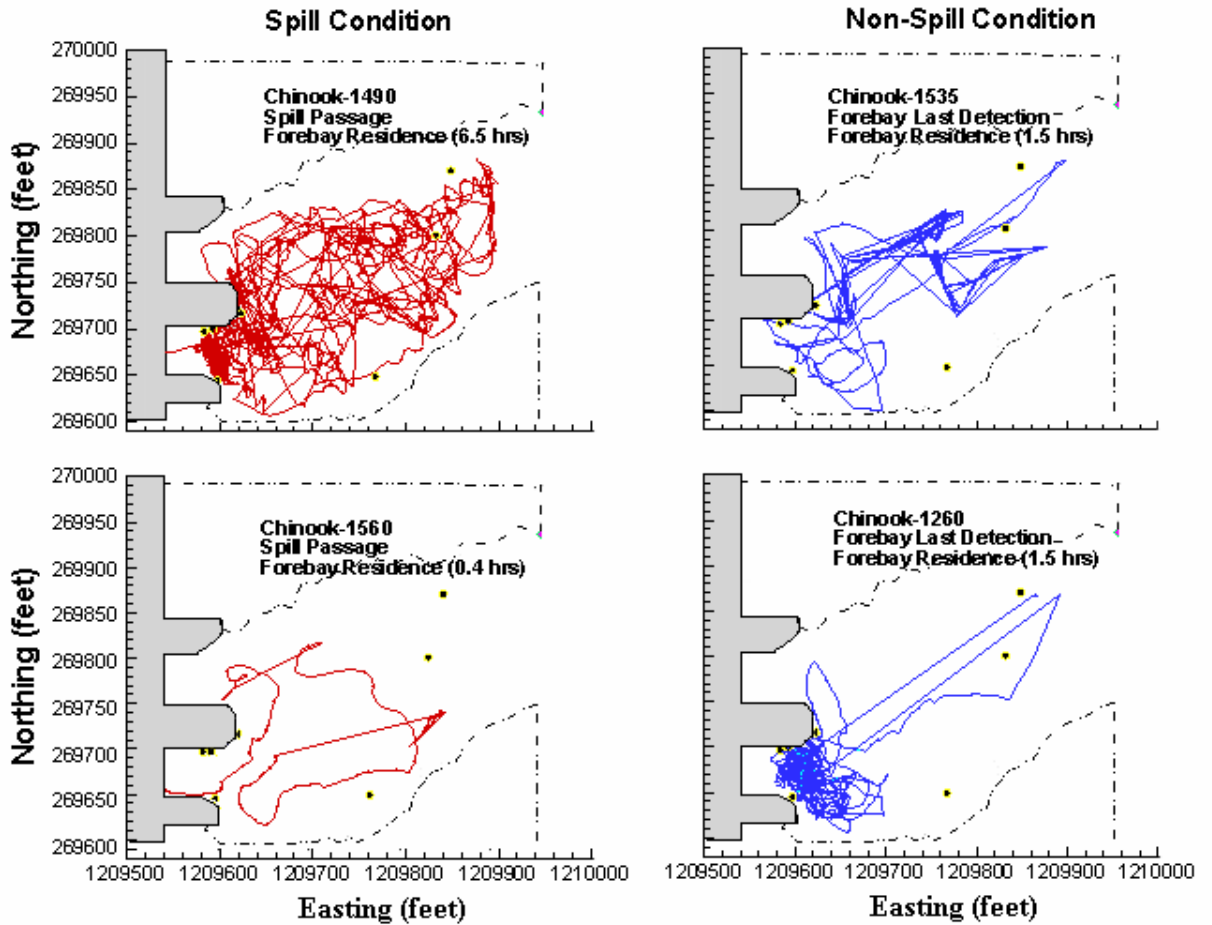 Spill Condition
Non-Spill Condition
270000
269950
269900
269850
269800
269750
269700
269650
269600
Northing (feet)
Chinook-1490
Spill Passage
Forebay Residence (6.5 hrs)
Chinook-1535
Forebay Last Detection
Forebay Residence (1.5 hrs)
270000
269950
269900
269850
269800
269750
269700
269650
269600
Northing (feet)
Chinook-1560
Spill Passage
Forebay Residence (0.4 hrs)
Chinook-1260
Forebay Last Detection
Forebay Residence (1.5 hrs)
1209500 1209600 1209700 1209800 1209900 1210000
1209500 1209600 1209700 1209800 1209900 1210000
Easting (feet)
Easting (feet)